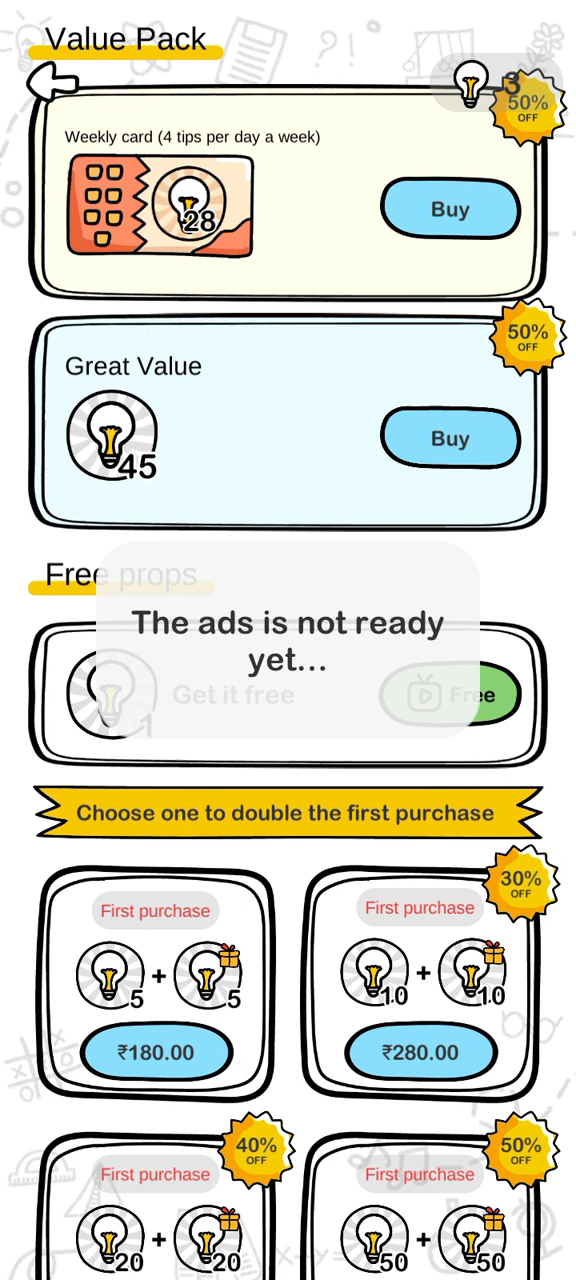 Value Pack
3
50%
OFF
Weekly card (4 tips per day a week)
28
Buy
50%
OFF
Great Value
45
Buy
Free props
The ads is not ready
yet...
Get it free
1
Free
Choose one to double the first purchase
30%
OFF
First purchase
First purchase
5 + 5
10 + 10
₹180.00
₹280.00
40%
OFF
50%
OFF
First purchase
First purchase
20 + 20
50 + 50